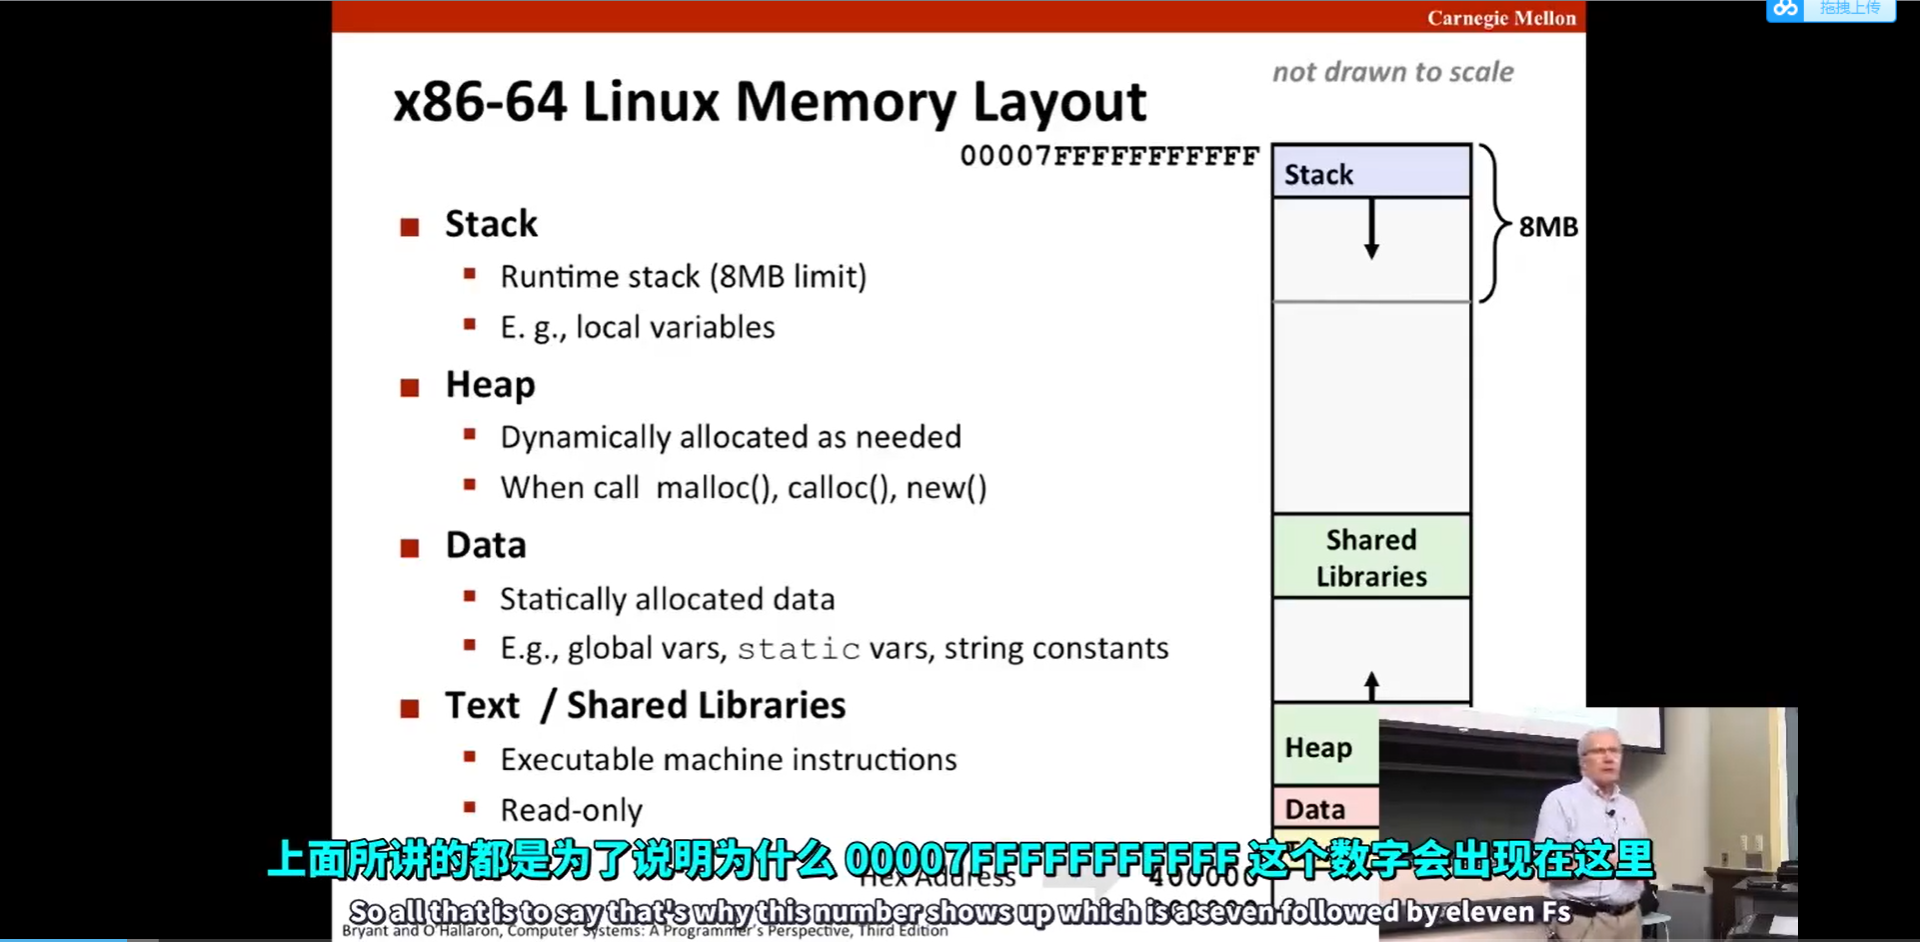 Carnegie Mellon
拖拽上传
not drawn to scale
x86-64 Linux Memory Layout
00007FFFFFFFFFFF
Stack
8MB
Stack
Runtime stack (8MB limit)
E. g., local variables
Heap
Dynamically allocated as needed
When call malloc(), calloc(), new()
Data
Statically allocated data
E.g., global vars, static vars, string constants
Text / Shared Libraries
Executable machine instructions
Read-only
Shared
Libraries
Heap
Data
上面所讲的都是为了说明为什么 00007FFFFFFFFFFF 这个数字会出现在这里
Hex Address
400000
So all that is to say that's why this number shows up which is a seven followed by eleven Fs
Bryant and O'Hallaron, Computer Systems: A Programmer's Perspective, Third Edition